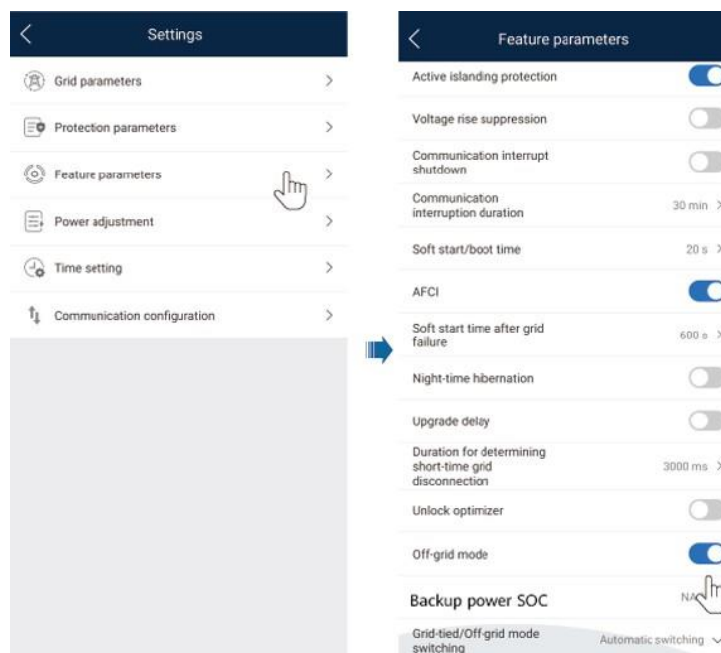 Settings
Grid parameters
Protection parameters
Feature parameters
Power adjustment
Time setting
Communication configuration
Feature parameters
Active islanding protection
Voltage rise suppression
Communication interrupt
shutdown
Communication
interruption duration
30 min
Soft start/boot time
20 s
AFCI
Soft start time after grid
failure
600 s
Night-time hibernation
Upgrade delay
Duration for determining
short-time grid
disconnection
3000 ms
Unlock optimizer
Off-grid mode
Backup power SOC
NA
Grid-tied/Off-grid mode
switching
Automatic switching